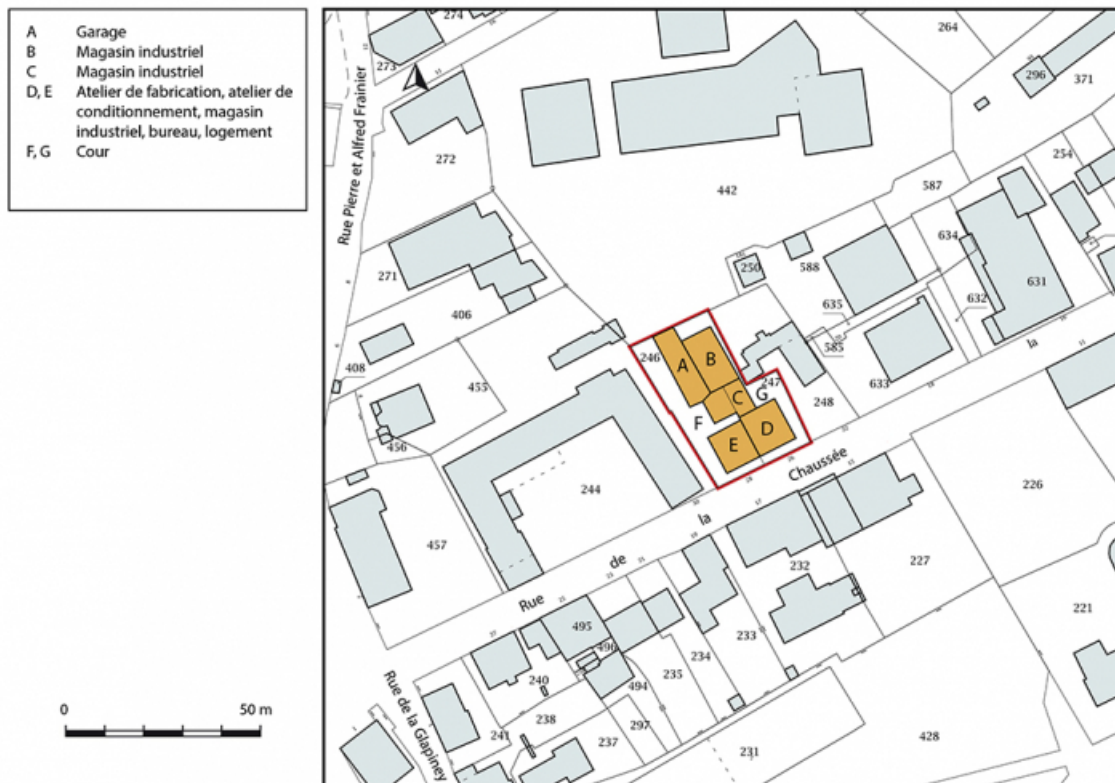 A Garage
B Magasin industriel
C Magasin industriel
D, E Atelier de fabrication, atelier de
conditionnement, magasin
industriel, bureau, logement
F, G Cour
0 50 m
274
273
264
296
371
Rue Pierre et Alfred Frainier
272
442
587
254
634
271
250
588
631
406
635
632
408
246
A
B
585
la
455
C
247
G
248
633
F
D
E
456
Chaussée
244
226
457
la
de
232
227
Rue
495
221
496
233
234
240
235
494
Rue de la Glapiney
238
297
241
237
231
428